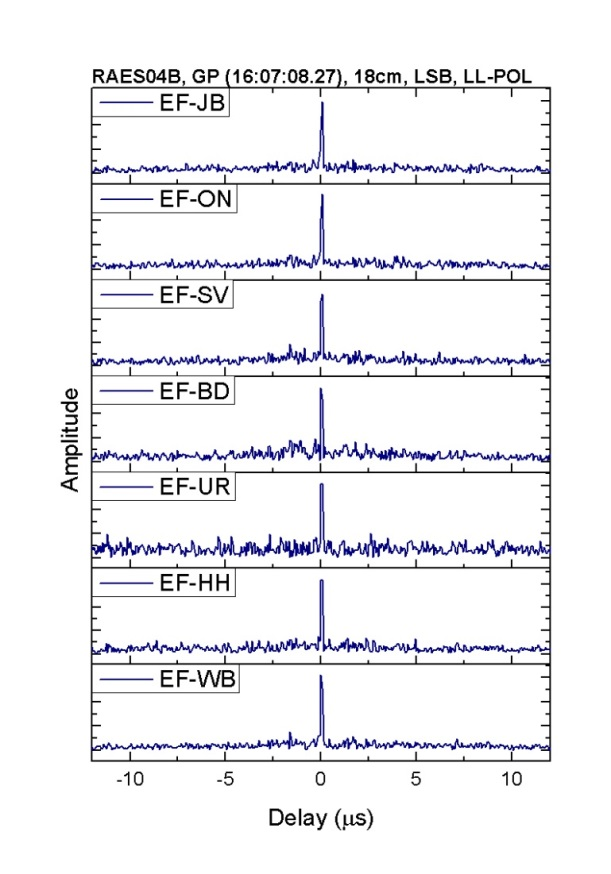 RAES04B, GP (16:07:08.27), 18cm, LSB, LL-POL
EF-JB
EF-ON
EF-SV
EF-BD
EF-UR
EF-HH
EF-WB
Amplitude
-10 -5 0 5 10
Delay (μs)